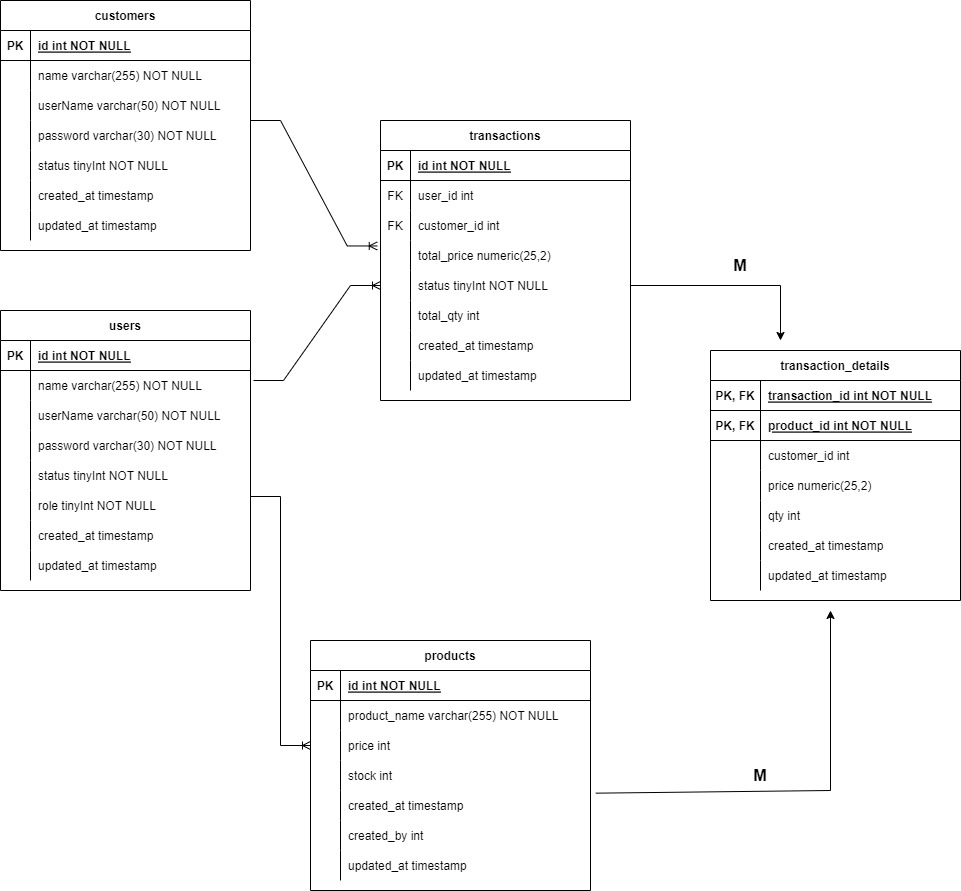 customers
PK id int NOT NULL
name varchar(255) NOT NULL
userName varchar(50) NOT NULL
password varchar(30) NOT NULL
status tinyInt NOT NULL
created_at timestamp
updated_at timestamp
transactions
PK id int NOT NULL
FK user_id int
FK customer_id int
total_price numeric(25,2)
status tinyInt NOT NULL
total_qty int
created_at timestamp
updated_at timestamp
M
users
PK id int NOT NULL
name varchar(255) NOT NULL
userName varchar(50) NOT NULL
password varchar(30) NOT NULL
status tinyInt NOT NULL
role tinyInt NOT NULL
created_at timestamp
updated_at timestamp
transaction_details
PK, FK transaction_id int NOT NULL
PK, FK product_id int NOT NULL
customer_id int
price numeric(25,2)
qty int
created_at timestamp
updated_at timestamp
products
PK id int NOT NULL
product_name varchar(255) NOT NULL
price int
stock int
created_at timestamp
created_by int
updated_at timestamp
M